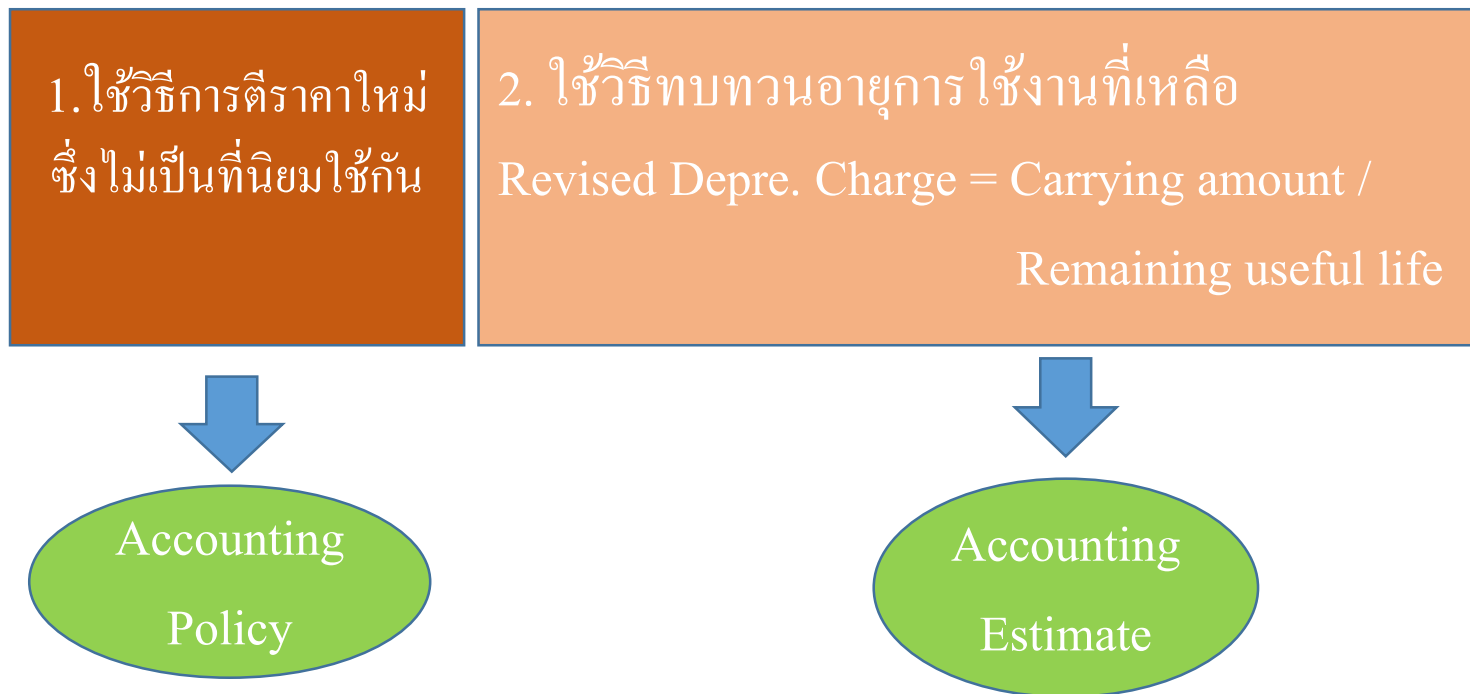 1.ใช้วิธีการตีราคาใหม่
ซึ่งไม่เป็นที่นิยมใช้กัน
2. ใช้วิธีทบทวนอายุการใช้งานที่เหลือ
Revised Depre. Charge = Carrying amount /
Remaining useful life
Accounting
Policy
Accounting
Estimate